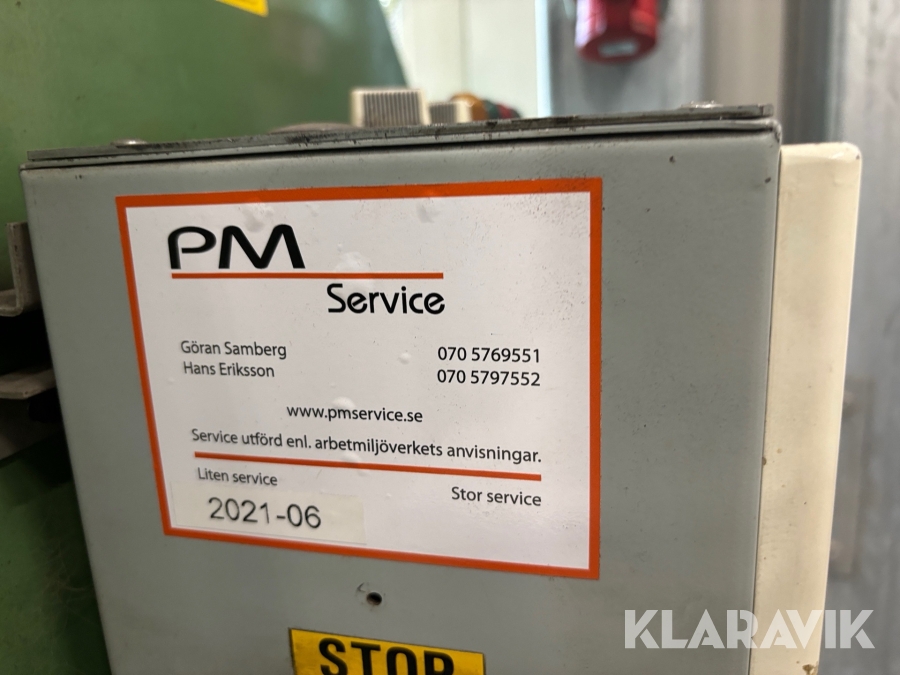 PM
Service
Göran Samberg 070 5769551
Hans Eriksson 070 5797552
www.pmservice.se
Service utförd enl. arbetmiljöverkets anvisningar.
Liten service Stor service
2021-06
STOP
KLARAVIK